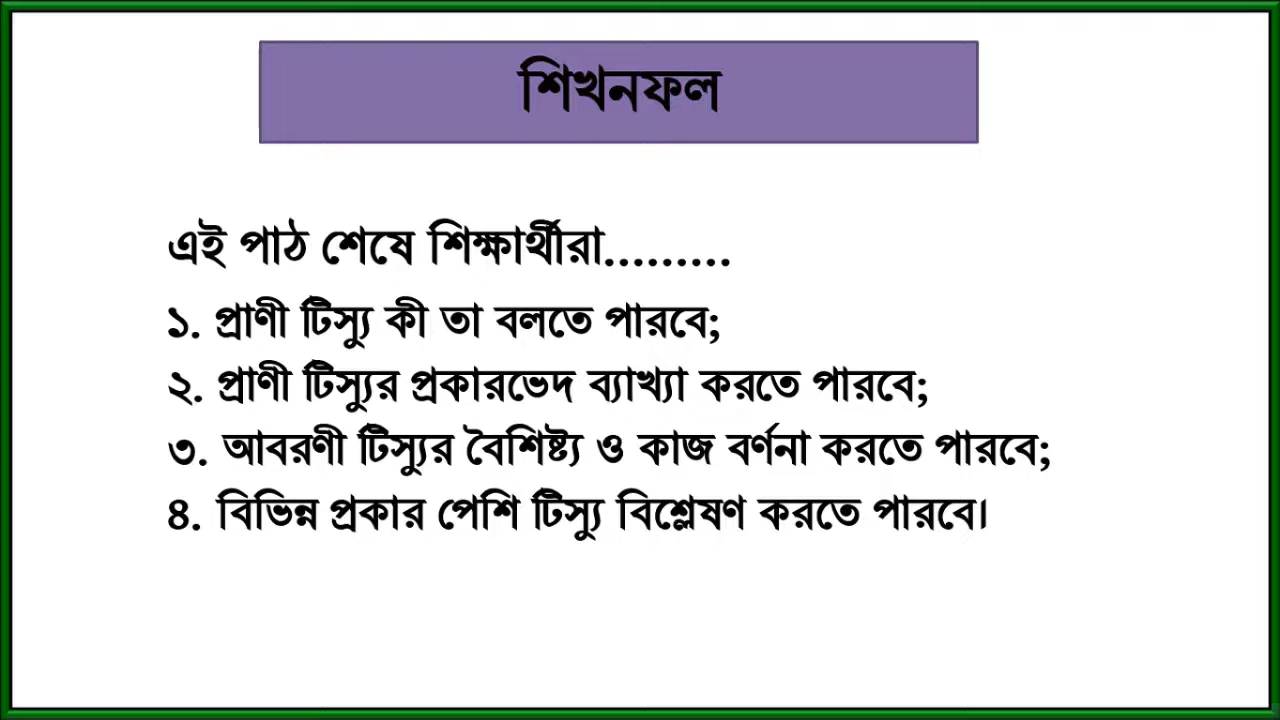 শিখনফল
এই পাঠ শেষে শিক্ষার্থীরা.........
১. প্রাণী টিস্যু কী তা বলতে পারবে;
২. প্রাণী টিস্যুর প্রকারভেদ ব্যাখ্যা করতে পারবে;
৩. আবরণী টিস্যুর বৈশিষ্ট্য ও কাজ বর্ণনা করতে পারবে;
৪. বিভিন্ন প্রকার পেশি টিস্যু বিশ্লেষণ করতে পারবে।